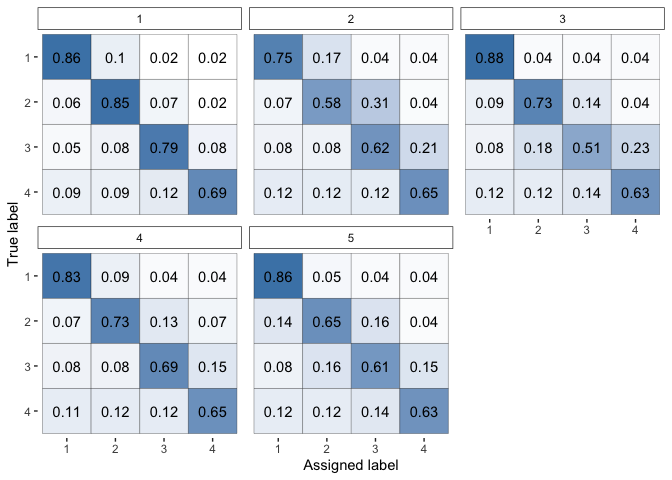 1 2 3
1 0.86 0.1 0.02 0.02 0.75 0.17 0.04 0.04 0.88 0.04 0.04 0.04
2 0.06 0.85 0.07 0.02 0.07 0.58 0.31 0.04 0.09 0.73 0.14 0.04
3 0.05 0.08 0.79 0.08 0.08 0.08 0.62 0.21 0.08 0.18 0.51 0.23
4 0.09 0.09 0.12 0.69 0.12 0.12 0.12 0.65 0.12 0.12 0.14 0.63
1 2 3 4
True label
4 5
1 0.83 0.09 0.04 0.04 0.86 0.05 0.04 0.04
2 0.07 0.73 0.13 0.07 0.14 0.65 0.16 0.04
3 0.08 0.08 0.69 0.15 0.08 0.16 0.61 0.15
4 0.11 0.12 0.12 0.65 0.12 0.12 0.14 0.63
1 2 3 4 1 2 3 4
Assigned label